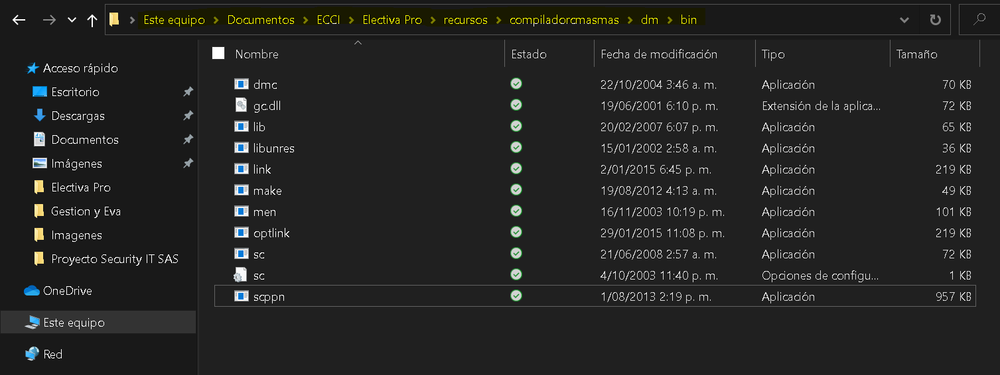 Este equipo > Documentos > ECCI > Electiva Pro > recursos > compiladorcmasmas > dm > bin
Nombre Estado Fecha de modificación Tipo Tamaño
Acceso rápido
Escritorio
Descargas
Documentos
Imágenes
Electiva Pro
Gestion y Eva
Imagenes
Proyecto Security IT SAS
OneDrive
Este equipo
Red
dmc 22/10/2004 3:46 a. m. Aplicación 70 KB
gc.dll 19/06/2001 6:10 p. m. Extensión de la aplica... 72 KB
lib 20/02/2007 6:07 p. m. Aplicación 65 KB
libunres 15/01/2002 2:58 a. m. Aplicación 36 KB
link 2/01/2015 6:45 p. m. Aplicación 219 KB
make 19/08/2012 4:13 a. m. Aplicación 49 KB
men 16/11/2003 10:19 p. m. Aplicación 101 KB
optlink 29/01/2015 11:08 p. m. Aplicación 219 KB
sc 21/06/2008 2:57 a. m. Aplicación 72 KB
sc 4/10/2003 11:40 p. m. Opciones de configu... 1 KB
scppn 1/08/2013 2:19 p. m. Aplicación 957 KB